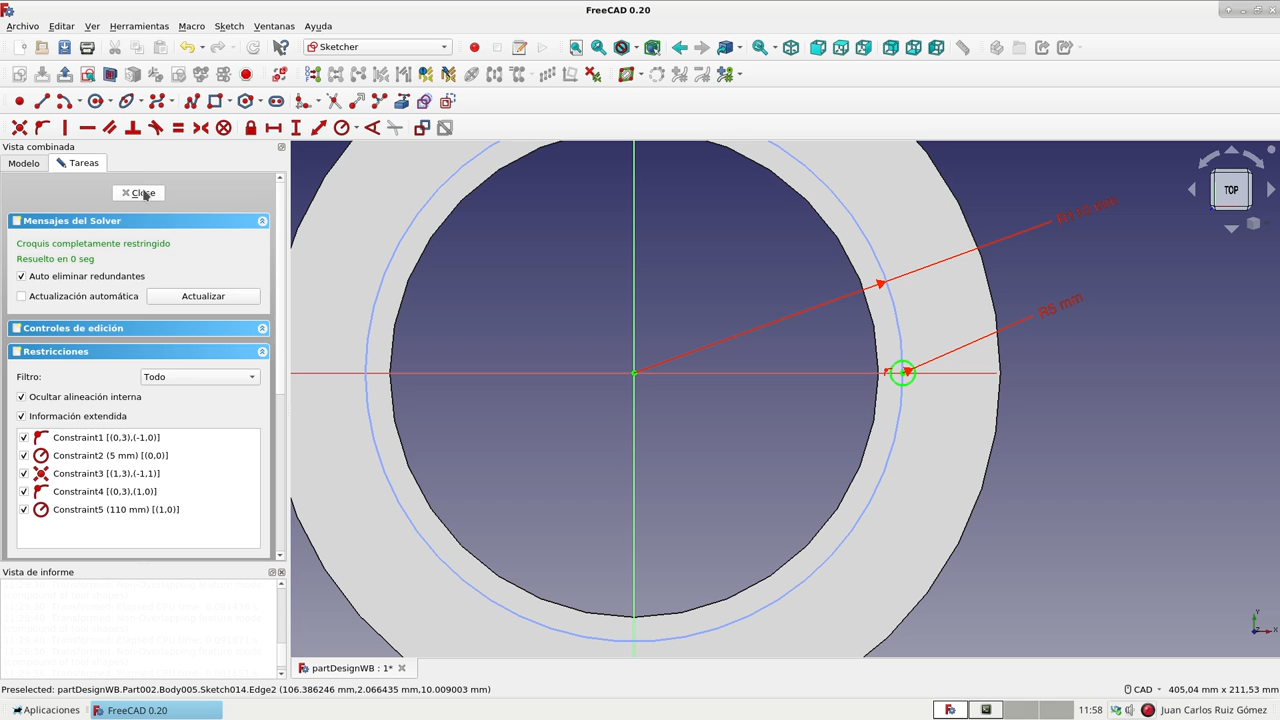 FreeCAD 0.20
Archivo Editar Ver Herramientas Macro Sketch Ventanas Ayuda
Sketcher
Vista combinada
Modelo Tareas
Close
Mensajes del Solver
Croquis completamente restringido
Resuelto en 0 seg
Auto eliminar redundantes
Actualización automática Actualizar
Controles de edición
Restricciones
Filtro: Todo
Ocultar alineación interna
Información extendida
Constraint1 [(0,3),(-1,0)]
Constraint2 (5 mm) [(0,0)]
Constraint3 [(1,3),(-1,1)]
Constraint4 [(0,3),(1,0)]
Constraint5 (110 mm) [(1,0)]
Vista de informe
R110 mm
R5 mm
TOP
Y
Z
X
partDesignWB : 1*
Preselected: partDesignWB.Part002.Body005.Sketch014.Edge2 (106.386246 mm,2.066435 mm,10.009003 mm)
CAD 405,04 mm x 211,53 mm
Aplicaciones FreeCAD 0.20 11:58 Juan Carlos Ruiz Gómez